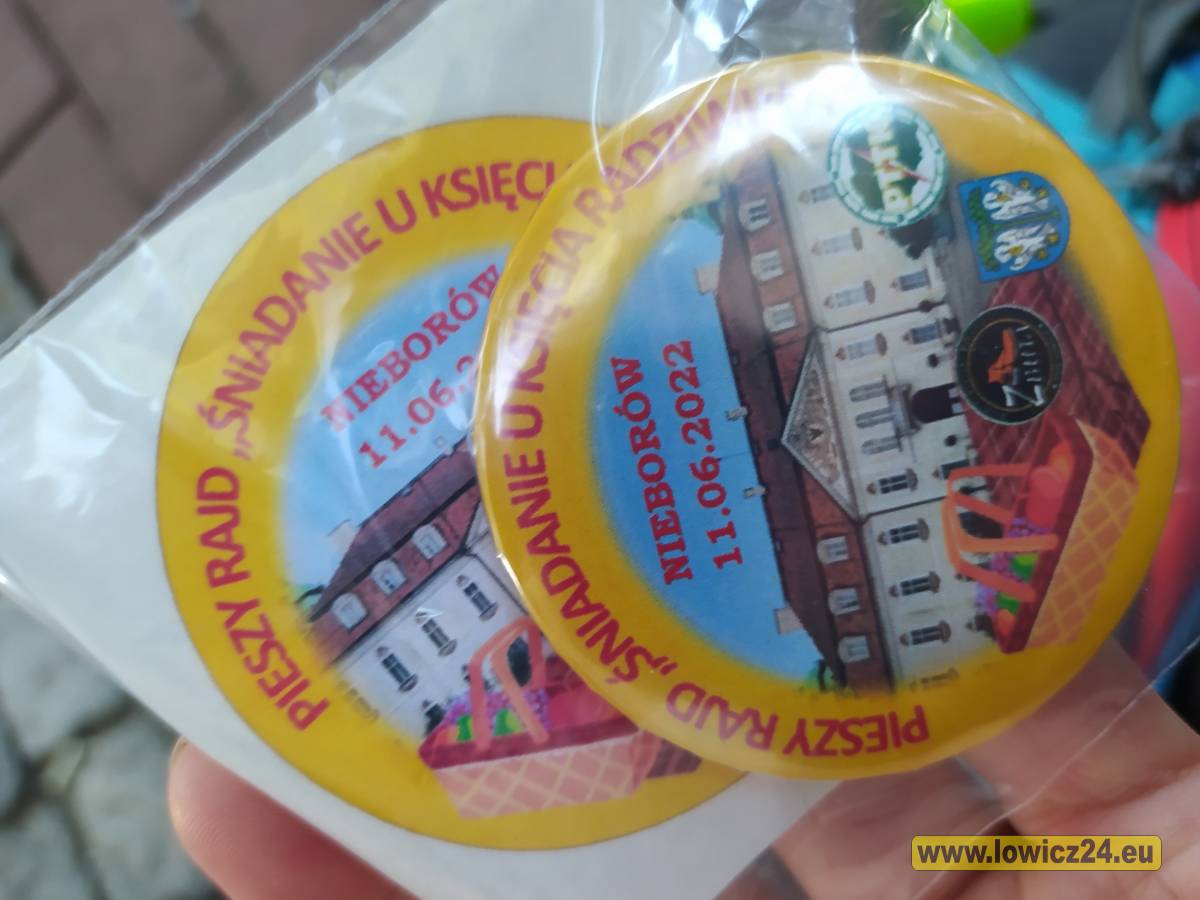 PIESZY RAJD „ŚNIADANIE U KSIĘCI
NIEBORÓW
11.06.2
PIESZY RAJD „ŚNIADANIE U KSIĘCIA RADZIWIŁ
NIEBORÓW
11.06.2022
PTTK
www.lowicz24.eu